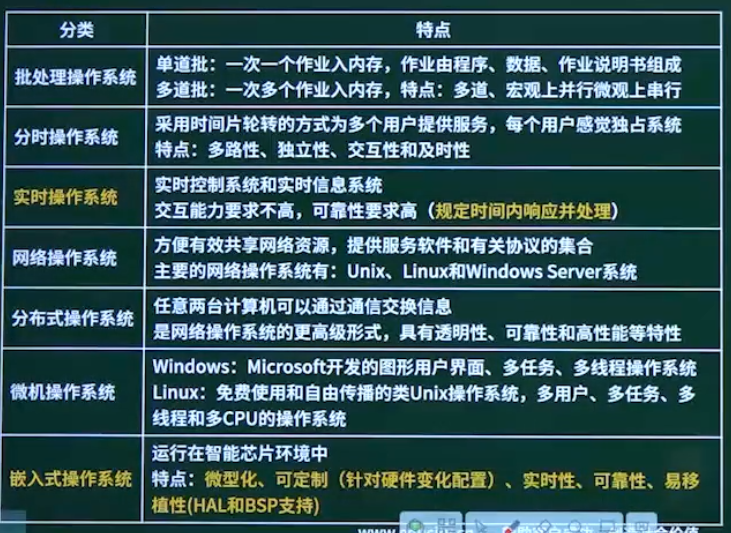 分类
特点
批处理操作系统
单道批：一次一个作业入内存，作业由程序、数据、作业说明书组成
多道批：一次多个作业入内存，特点：多道、宏观上并行微观上串行
分时操作系统
采用时间片轮转的方式为多个用户提供服务，每个用户感觉独占系统
特点：多路性、独立性、交互性和及时性
实时操作系统
实时控制系统和实时信息系统
交互能力要求不高，可靠性要求高（规定时间内响应并处理）
网络操作系统
方便有效共享网络资源，提供服务软件和有关协议的集合
主要的网络操作系统有：Unix、Linux和Windows Server系统
分布式操作系统
任意两台计算机可以通过通信交换信息
是网络操作系统的更高级形式，具有透明性、可靠性和高性能等特性
微机操作系统
Windows：Microsoft开发的图形用户界面、多任务、多线程操作系统
Linux：免费使用和自由传播的类Unix操作系统，多用户、多任务、多
线程和多CPU的操作系统
嵌入式操作系统
运行在智能芯片环境中
特点：微型化、可定制（针对硬件变化配置）、实时性、可靠性、易移
植性(HAL和BSP支持)